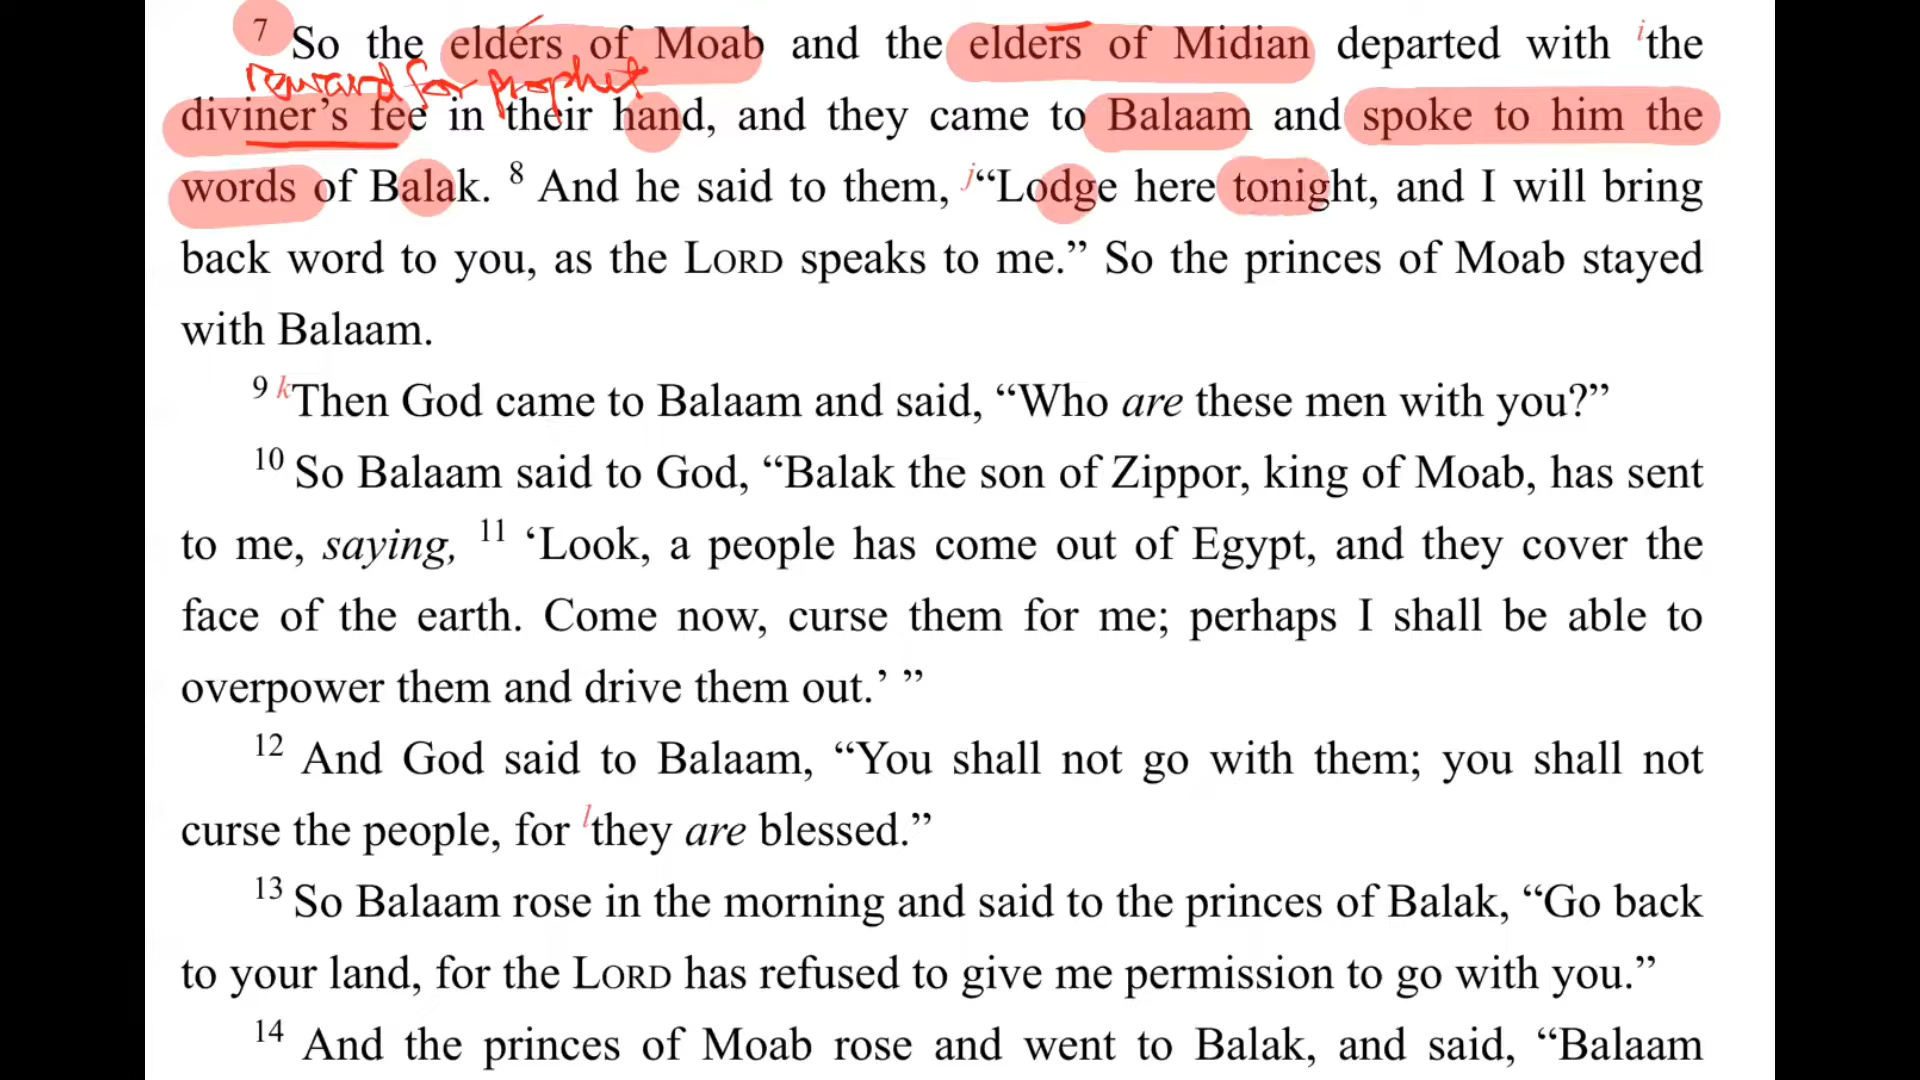 7 So the elders of Moab and the elders of Midian departed with i the
reward for prophet
diviner’s fee in their hand, and they came to Balaam and spoke to him the
words of Balak. 8 And he said to them, j “Lodge here tonight, and I will bring
back word to you, as the LORD speaks to me.” So the princes of Moab stayed
with Balaam.
9 k Then God came to Balaam and said, “Who are these men with you?”
10 So Balaam said to God, “Balak the son of Zippor, king of Moab, has sent
to me, saying, 11 ‘Look, a people has come out of Egypt, and they cover the
face of the earth. Come now, curse them for me; perhaps I shall be able to
overpower them and drive them out.’ ”
12 And God said to Balaam, “You shall not go with them; you shall not
curse the people, for l they are blessed.”
13 So Balaam rose in the morning and said to the princes of Balak, “Go back
to your land, for the LORD has refused to give me permission to go with you.”
14 And the princes of Moab rose and went to Balak, and said, “Balaam